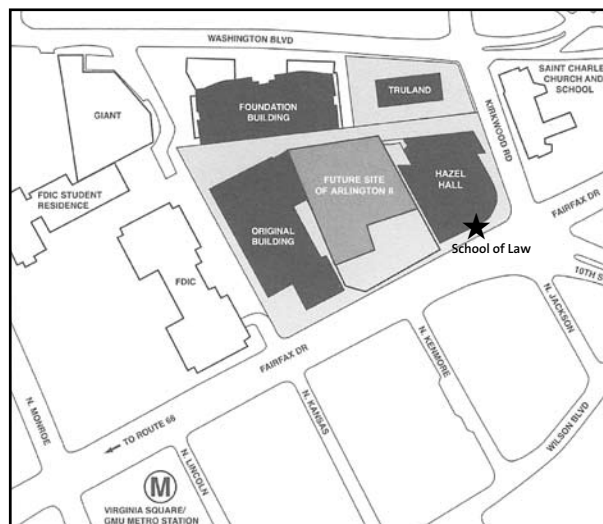 WASHINGTON BLVD
GIANT
FOUNDATION
BUILDING
TRULAND
SAINT CHARLES
CHURCH AND
SCHOOL
KIRKWOOD RD
FDIC STUDENT
RESIDENCE
FUTURE SITE
OF ARLINGTON II
HAZEL
HALL
FAIRFAX DR
ORIGINAL
BUILDING
School of Law
FDIC
10TH S
N. JACKSON
N. KENMORE
FAIRFAX DR
N. MONROE
N. KANSAS
WILSON BLVD
TO ROUTE 66
N. LINCOLN
M
VIRGINIA SQUARE/
GMU METRO STATION